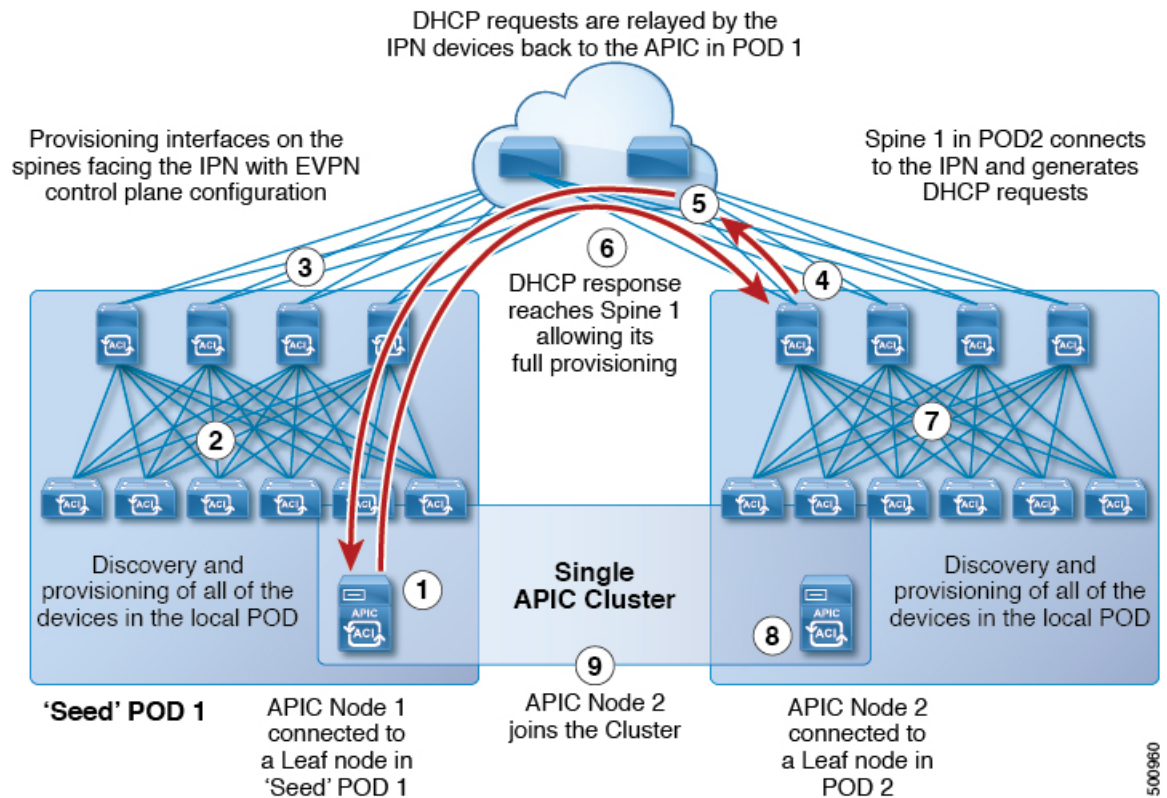 DHCP requests are relayed by the
IPN devices back to the APIC in POD 1
Provisioning interfaces on the
spines facing the IPN with EVPN
control plane configuration
Spine 1 in POD2 connects
to the IPN and generates
DHCP requests
5
6
3
4
DHCP response
reaches Spine 1
allowing its
full provisioning
ACI
ACI
ACI
ACI
ACI
ACI
ACI
ACI
2
7
ACI
ACI
ACI
ACI
ACI
ACI
ACI
ACI
ACI
ACI
ACI
ACI
Discovery and
provisioning of all of the
devices in the local POD
1
APIC
ACI
Single
APIC Cluster
8
APIC
ACI
Discovery and
provisioning of all of the
devices in the local POD
9
'Seed' POD 1
APIC Node 1
connected to
a Leaf node in
'Seed' POD 1
APIC Node 2
joins the Cluster
APIC Node 2
connected to
a Leaf node in
POD 2
500960